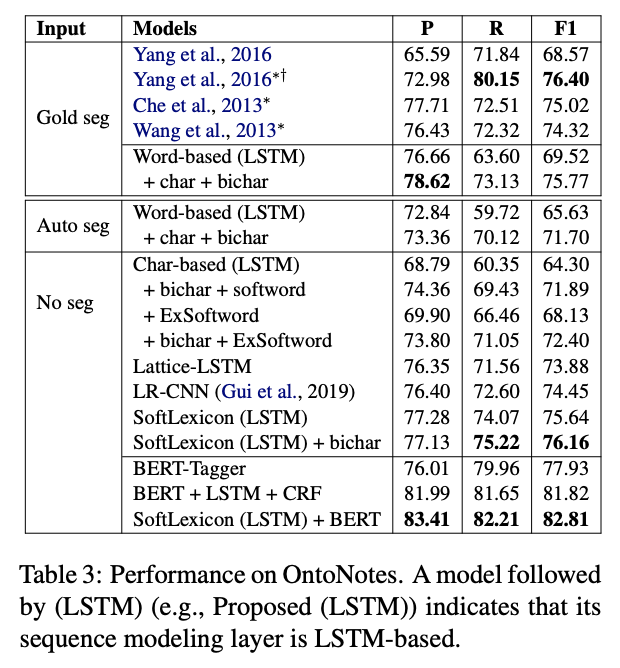 Input Models P R F1
Yang et al., 2016 65.59 71.84 68.57
Yang et al., 2016*† 72.98 80.15 76.40
Che et al., 2013* 77.71 72.51 75.02
Gold seg
Wang et al., 2013* 76.43 72.32 74.32
Word-based (LSTM) 76.66 63.60 69.52
+ char + bichar 78.62 73.13 75.77
Auto seg
Word-based (LSTM) 72.84 59.72 65.63
+ char + bichar 73.36 70.12 71.70
Char-based (LSTM) 68.79 60.35 64.30
+ bichar + softword 74.36 69.43 71.89
No seg
+ ExSoftword 69.90 66.46 68.13
+ bichar + ExSoftword 73.80 71.05 72.40
Lattice-LSTM 76.35 71.56 73.88
LR-CNN (Gui et al., 2019) 76.40 72.60 74.45
SoftLexicon (LSTM) 77.28 74.07 75.64
SoftLexicon (LSTM) + bichar 77.13 75.22 76.16
BERT-Tagger 76.01 79.96 77.93
BERT + LSTM + CRF 81.99 81.65 81.82
SoftLexicon (LSTM) + BERT 83.41 82.21 82.81
Table 3: Performance on OntoNotes. A model followed
by (LSTM) (e.g., Proposed (LSTM)) indicates that its
sequence modeling layer is LSTM-based.